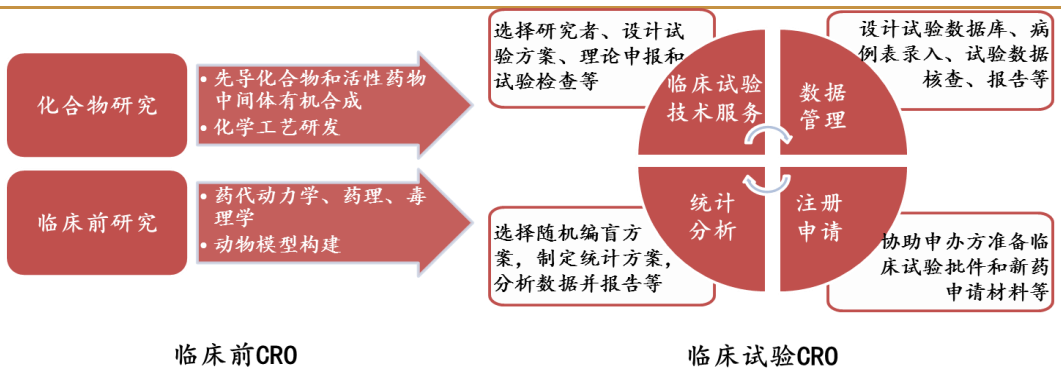 化合物研究
• 先导化合物和活性药物
中间体有机合成
• 化学工艺研发
临床前研究
• 药代动力学、药理、毒
理学
• 动物模型构建
临床前CRO
选择研究者、设计试
验方案、理论申报和
试验检查等
临床试验
技术服务
数据
管理
设计试验数据库、病
例表录入、试验数据
核查、报告等
统计
分析
注册
申请
选择随机编盲方
案，制定统计方案，
分析数据并报告等
协助申办方准备临
床试验批件和新药
申请材料等
临床试验CRO